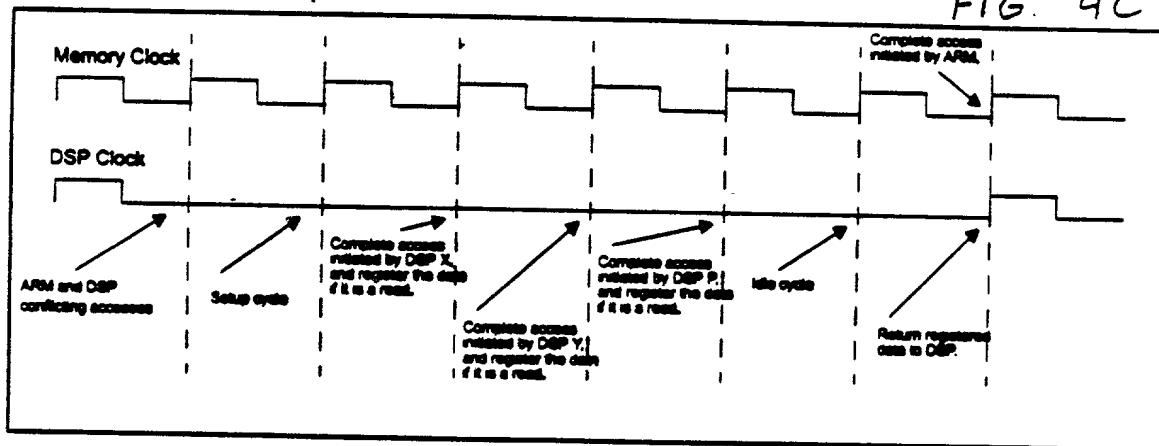 FIG. 4C
Complete access
initiated by ARM.
Memory Clock
DSP Clock
ARM and DSP
conflicting accesses
Setup cycle
Complete access
initiated by DSP X,
and register the data
if it is a read.
Complete access
initiated by DSP Y,
and register the data
if it is a read.
Complete access
initiated by DSP P,
and register the data
if it is a read.
Idle cycle
Return registered
data to DSP.